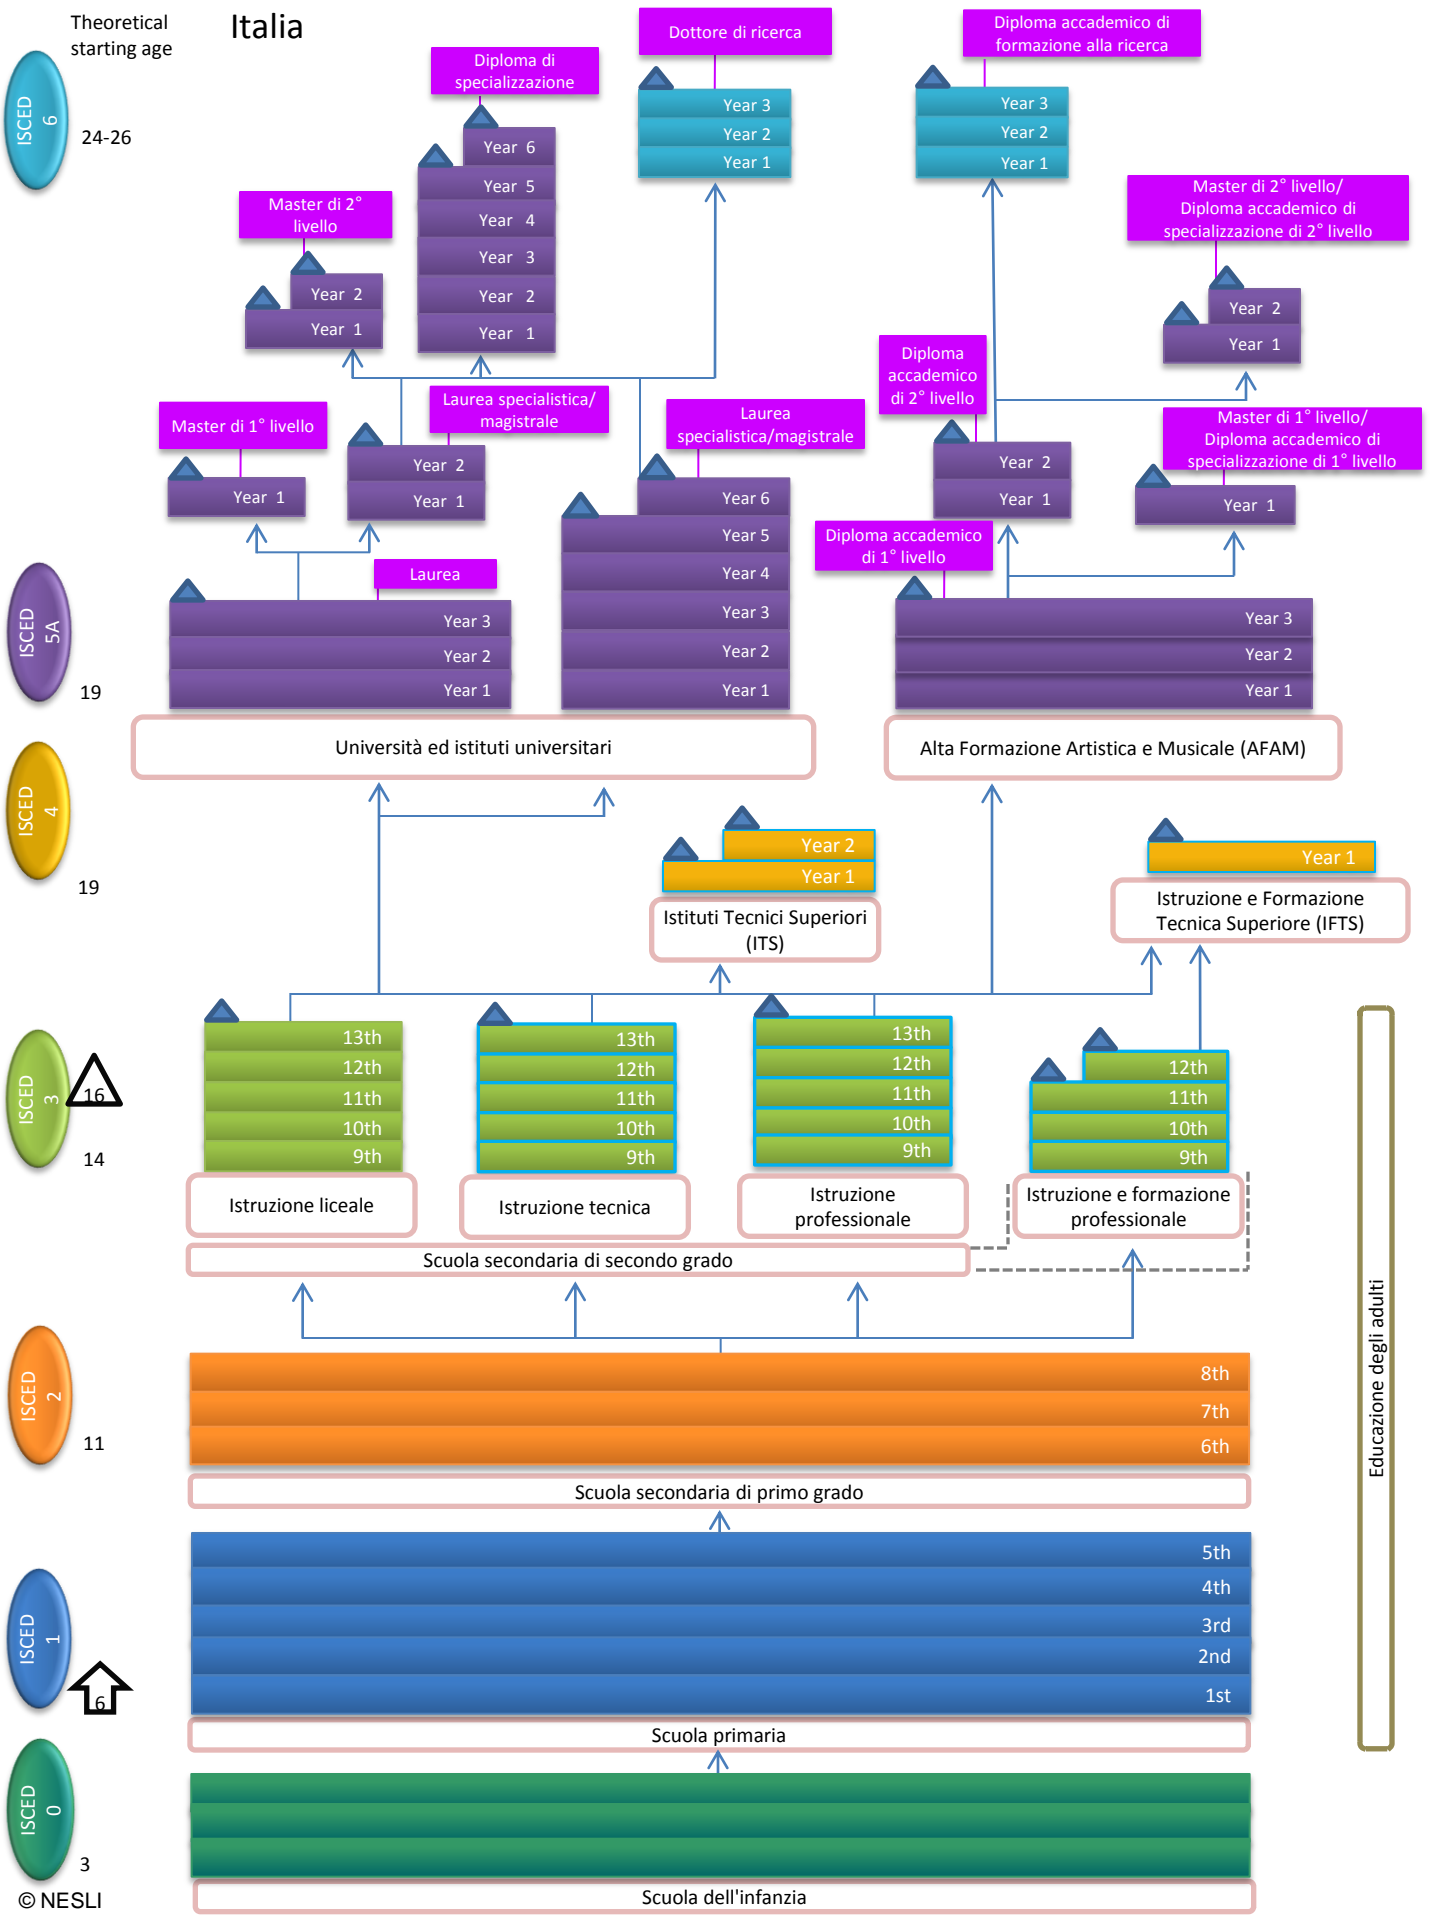 Theoretical
starting age
Italia
ISCED
6
24-26
Dottore di ricerca
Diploma accademico di
formazione alla ricerca
Diploma di
specializzazione
Year 3
Year 2
Year 1
Year 3
Year 2
Year 1
Year 6
Year 5
Year 4
Year 3
Year 2
Year 1
Master di 2°
livello
Year 2
Year 1
Master di 2° livello/
Diploma accademico di
specializzazione di 2° livello
Year 2
Year 1
Master di 1° livello
Year 1
Laurea specialistica/
magistrale
Year 2
Year 1
Laurea
specialistica/magistrale
Year 6
Year 5
Year 4
Year 3
Year 2
Year 1
Diploma
accademico
di 2° livello
Year 2
Year 1
Master di 1° livello/
Diploma accademico di
specializzazione di 1° livello
Year 1
ISCED
5A
19
Laurea
Year 3
Year 2
Year 1
Diploma accademico
di 1° livello
Year 3
Year 2
Year 1
Università ed istituti universitari
Alta Formazione Artistica e Musicale (AFAM)
ISCED
4
19
Year 2
Year 1
Istituti Tecnici Superiori
(ITS)
Year 1
Istruzione e Formazione
Tecnica Superiore (IFTS)
ISCED
3
16
14
13th
12th
11th
10th
9th
Istruzione liceale
13th
12th
11th
10th
9th
Istruzione tecnica
13th
12th
11th
10th
9th
Istruzione
professionale
12th
11th
10th
9th
Istruzione e formazione
professionale
Scuola secondaria di secondo grado
Educazione degli adulti
ISCED
2
11
8th
7th
6th
Scuola secondaria di primo grado
ISCED
1
6
5th
4th
3rd
2nd
1st
Scuola primaria
ISCED
0
3
Scuola dell'infanzia
© NESLI